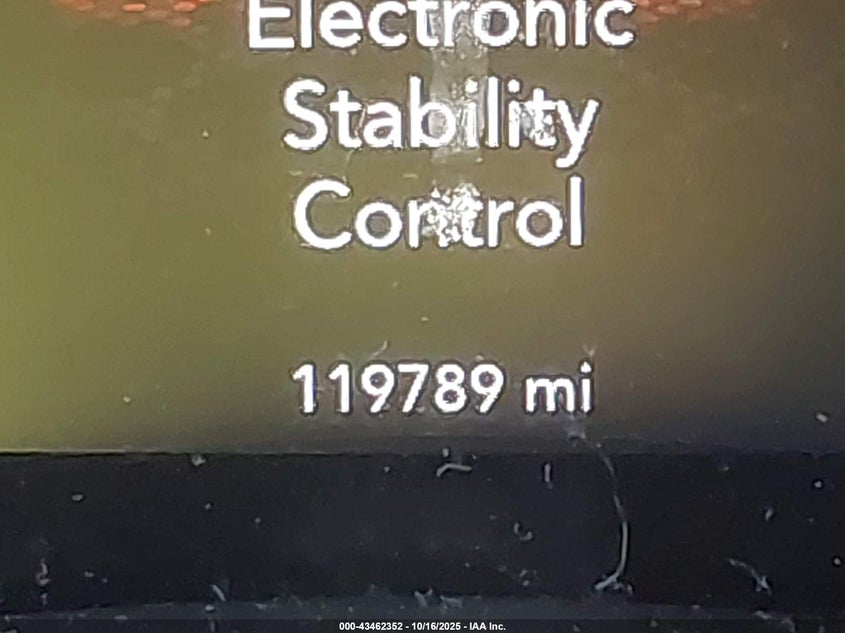 Electronic
Stability
Control
119789 mi
000-43462352 - 10/16/2025 - IAA Inc.